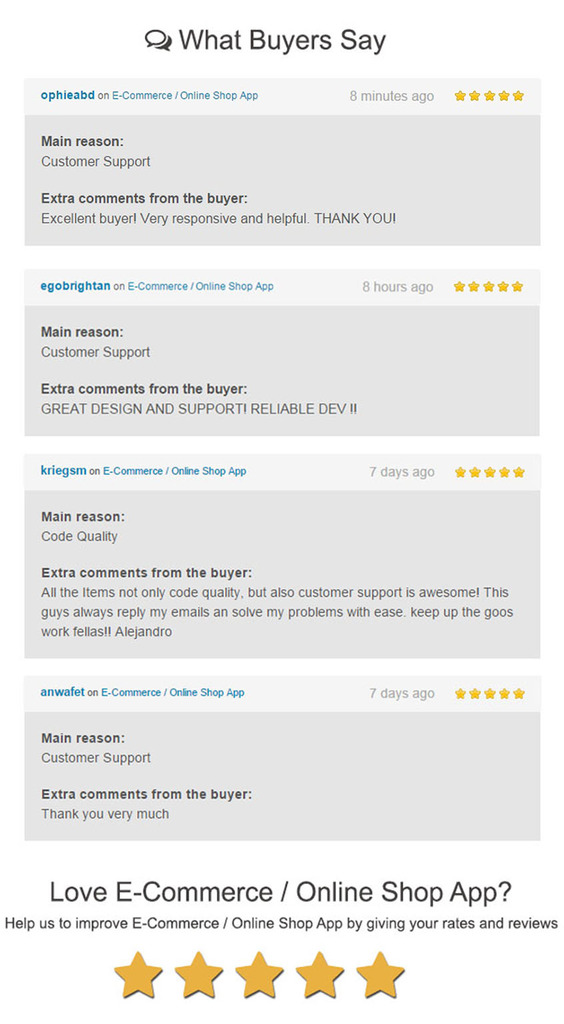 What Buyers Say
ophieabd on E-Commerce / Online Shop App 8 minutes ago
Main reason:
Customer Support
Extra comments from the buyer:
Excellent buyer! Very responsive and helpful. THANK YOU!
egobrightan on E-Commerce / Online Shop App 8 hours ago
Main reason:
Customer Support
Extra comments from the buyer:
GREAT DESIGN AND SUPPORT! RELIABLE DEV !!
kriegsm on E-Commerce / Online Shop App 7 days ago
Main reason:
Code Quality
Extra comments from the buyer:
All the Items not only code quality, but also customer support is awesome! This
guys always reply my emails an solve my problems with ease. keep up the goos
work fellas!! Alejandro
anwafet on E-Commerce / Online Shop App 7 days ago
Main reason:
Customer Support
Extra comments from the buyer:
Thank you very much
Love E-Commerce / Online Shop App?
Help us to improve E-Commerce / Online Shop App by giving your rates and reviews